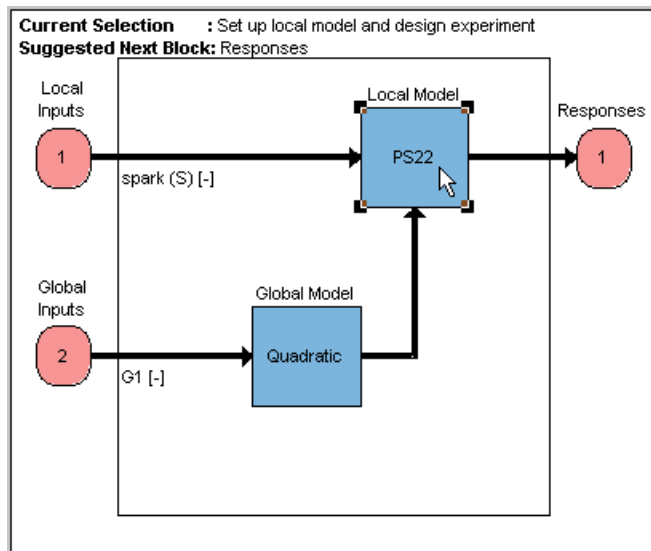 Current Selection : Set up local model and design experiment
Suggested Next Block: Responses
Local
Inputs
Local Model
Responses
1
PS22
1
spark (S) [-]
Global
Inputs
Global Model
2
Quadratic
G1 [-]